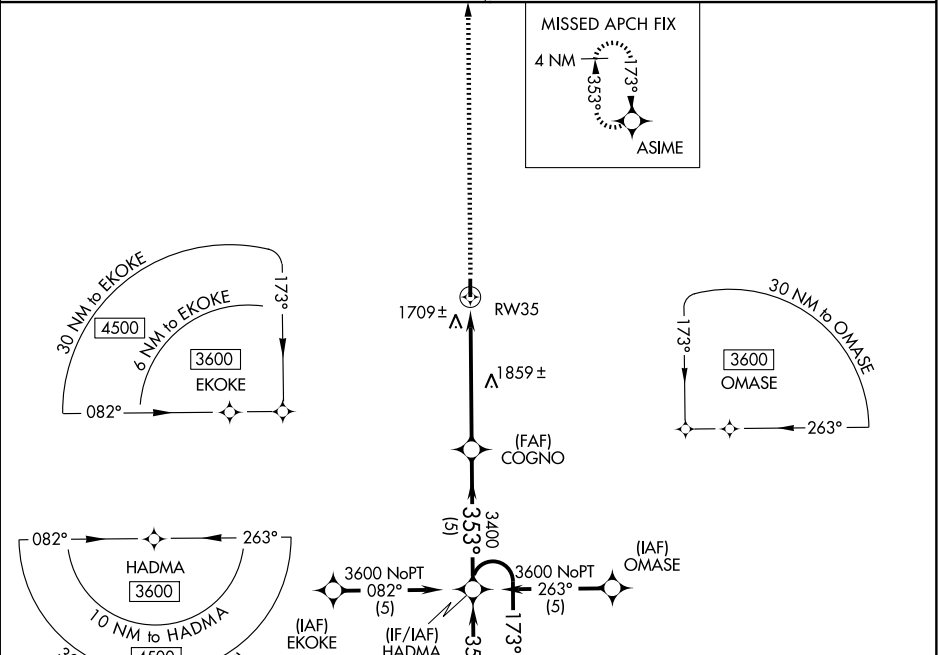 MISSED APCH FIX
4 NM
353°
173°
ASIME
30 NM to EKOKE
4500
6 NM to EKOKE
3600
EKOKE
173°
082°
1709 ±
RW35
1859 ±
(FAF)
COGNO
30 NM to OMASE
173°
3600
OMASE
263°
082°
263°
HADMA
3600
10 NM to HADMA
353°
(5)
3400
3600 NoPT
082°
(5)
(IAF)
EKOKE
(IF/IAF)
HADMA
3600 NoPT
263°
(5)
(IAF)
OMASE
173°